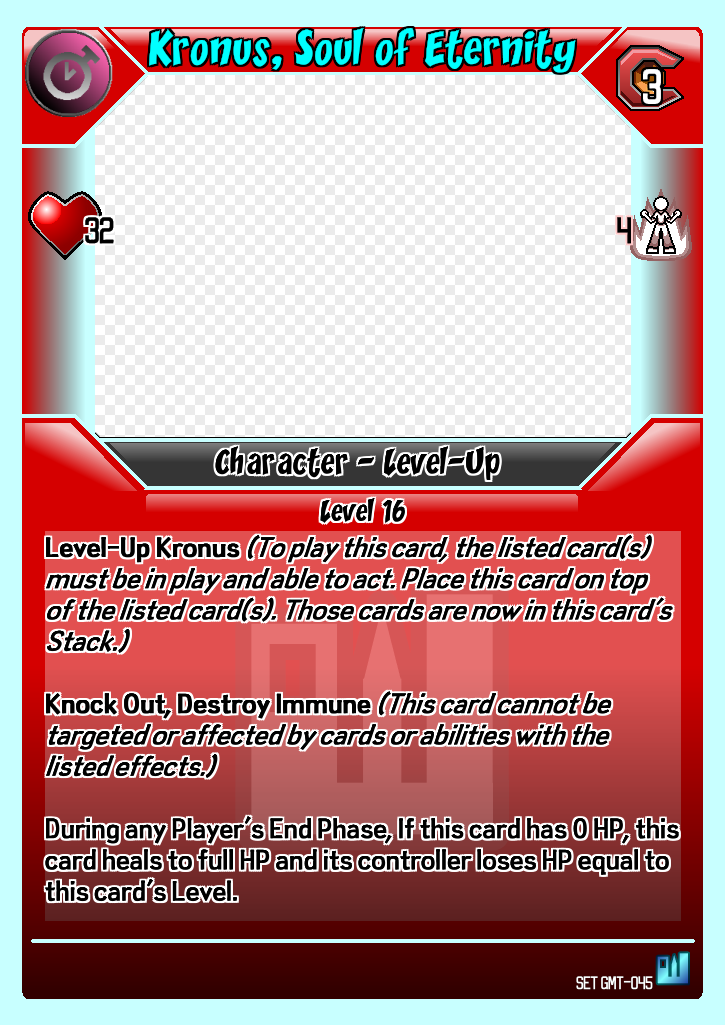 Kronus, Soul of Eternity
3
32
4
Character - Level-Up
Level 16
Level-Up Kronus (To play this card, the listed card(s)
must be in play and able to act. Place this card on top
of the listed card(s). Those cards are now in this card's
Stack.)
Knock Out, Destroy Immune (This card cannot be
targeted or affected by cards or abilities with the
listed effects.)
During any Player's End Phase, If this card has 0 HP, this
card heals to full HP and its controller loses HP equal to
this card's Level.
SET GMT-045